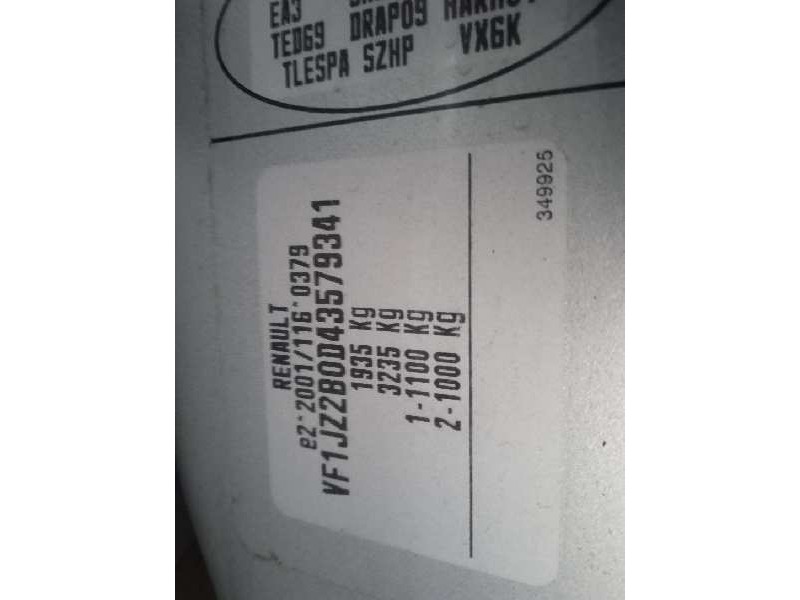 EA3
TED69 DRAP09
TLESPA SZHP VX6K
RENAULT
e2*2001/116*0379
VF1JZ2B0D43579341
1935 Kg
3235 Kg
1-1100 Kg
2-1000 Kg
349925